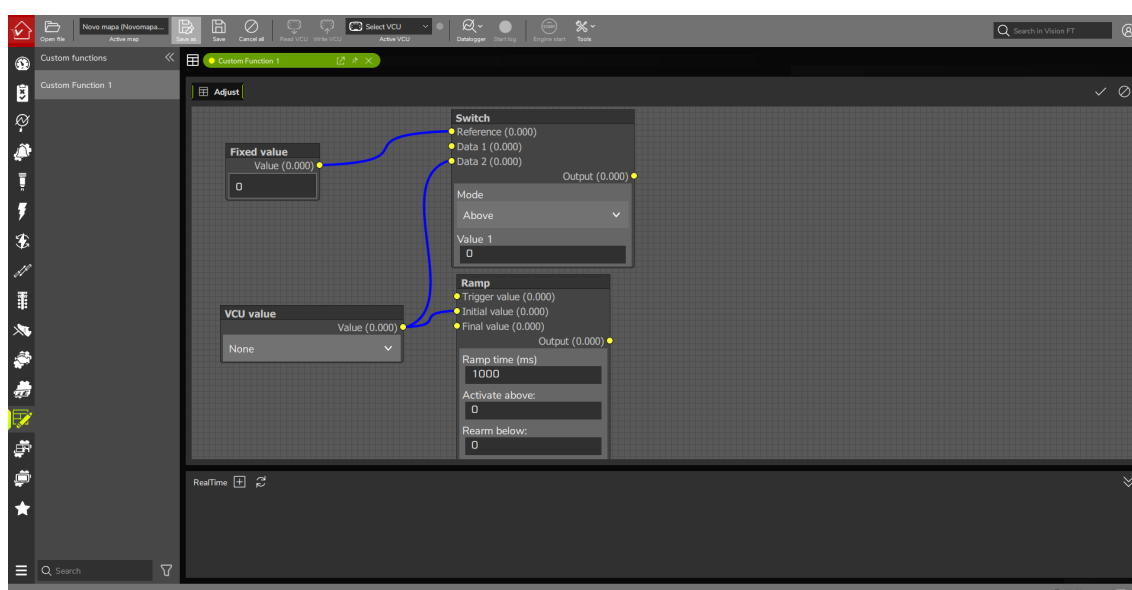 Open file
Novo mapa (Novomapa...
Active map
Save as
Save
Cancel all
Read VCU
Write VCU
Select VCU
Active VCU
Datalogger
Start log
Engine start
Tools
Search in Vision FT
Custom functions
Custom Function 1
Custom Function 1
Adjust
Fixed value
Value (0.000)
0
Switch
Reference (0.000)
Data 1 (0.000)
Data 2 (0.000)
Output (0.000)
Mode
Above
Value 1
0
VCU value
Value (0.000)
None
Ramp
Trigger value (0.000)
Initial value (0.000)
Final value (0.000)
Output (0.000)
Ramp time (ms)
1000
Activate above:
0
Rearm below:
0
RealTime
Search